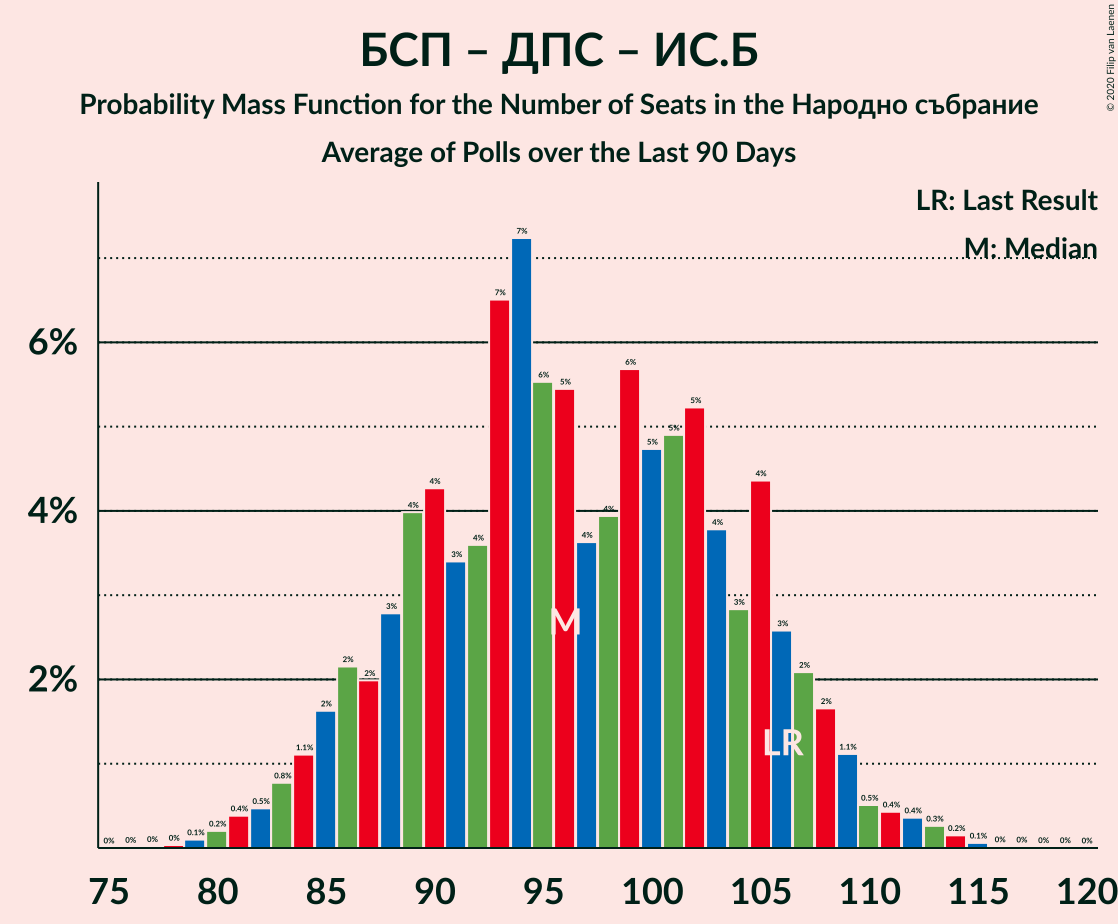 БСП – ДПС – ИС.Б
Probability Mass Function for the Number of Seats in the Народно събрание
Average of Polls over the Last 90 Days
© 2020 Filip van Laenen
LR: Last Result
M: Median
6%
4%
2%
0% 0% 0% 0% 0.1% 0.2% 0.4% 0.5% 0.8% 1.1% 2% 2% 2% 3% 4% 4% 3% 4% 7% 7% 6% 5% 4% 4% 6% 5% 5% 5% 4% 3% 4% 3% 2% 2% 1.1% 0.5% 0.4% 0.4% 0.3% 0.2% 0.1% 0% 0% 0% 0% 0%
M
LR
75 80 85 90 95 100 105 110 115 120